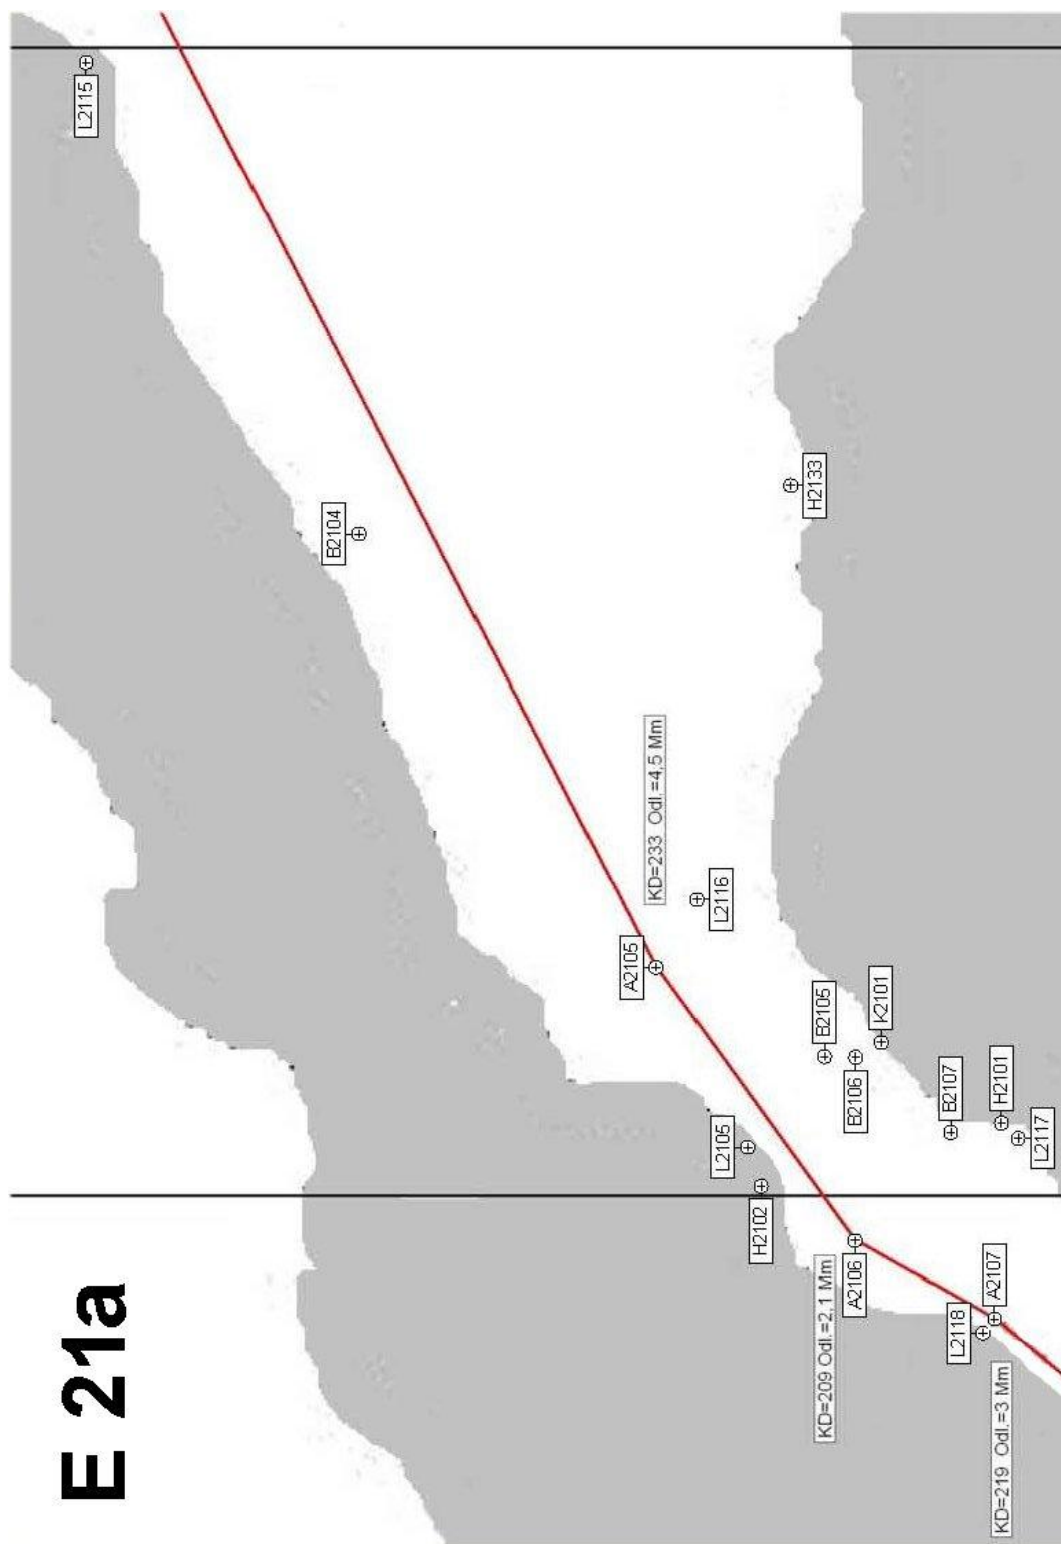 E 21a
L2115
B2104
H2133
KD=233 Odl.=4,5 Mm
L2116
A2105
B2105
K2101
B2106
B2107
H2101
L2117
L2105
H2102
A2106
KD=209 Odl.=2,1 Mm
A2107
L2118
KD=219 Odl.=3 Mm